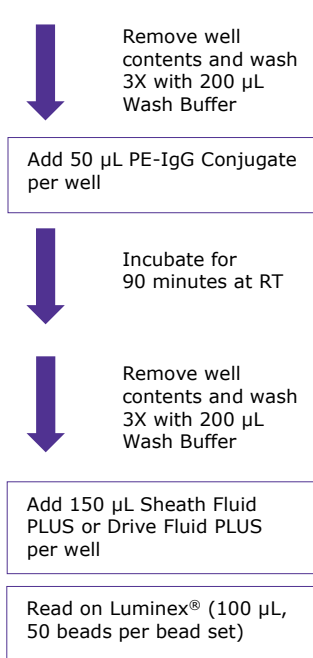 Remove well
contents and wash
3X with 200 µL
Wash Buffer
Add 50 µL PE-IgG Conjugate
per well
Incubate for
90 minutes at RT
Remove well
contents and wash
3X with 200 µL
Wash Buffer
Add 150 µL Sheath Fluid
PLUS or Drive Fluid PLUS
per well
Read on Luminex® (100 µL,
50 beads per bead set)